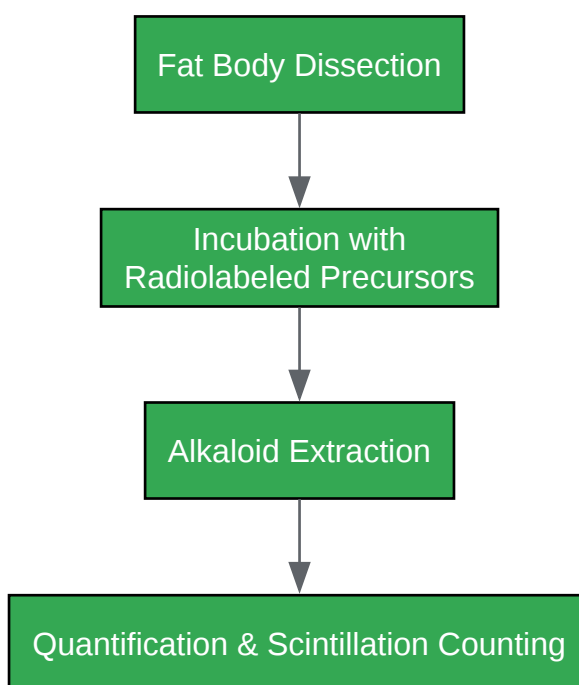 Fat Body Dissection
Incubation with
Radiolabeled Precursors
Alkaloid Extraction
Quantification & Scintillation Counting